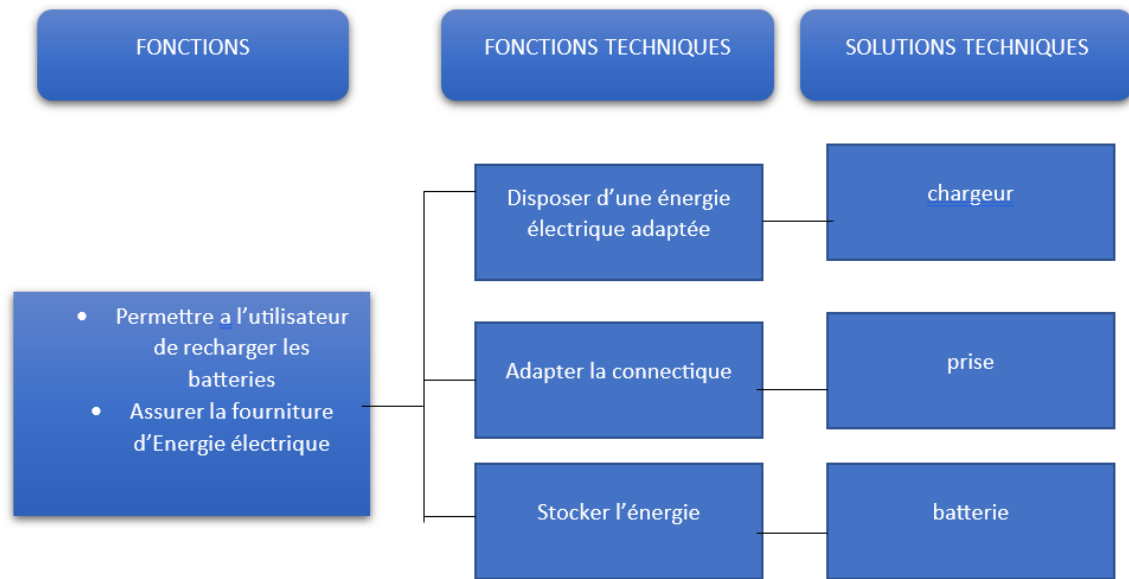 FONCTIONS
FONCTIONS TECHNIQUES
SOLUTIONS TECHNIQUES
• Permettre a l’utilisateur
de recharger les
batteries
• Assurer la fourniture
d’Energie électrique
Disposer d’une énergie
électrique adaptée
chargeur
Adapter la connectique
prise
Stocker l’énergie
batterie